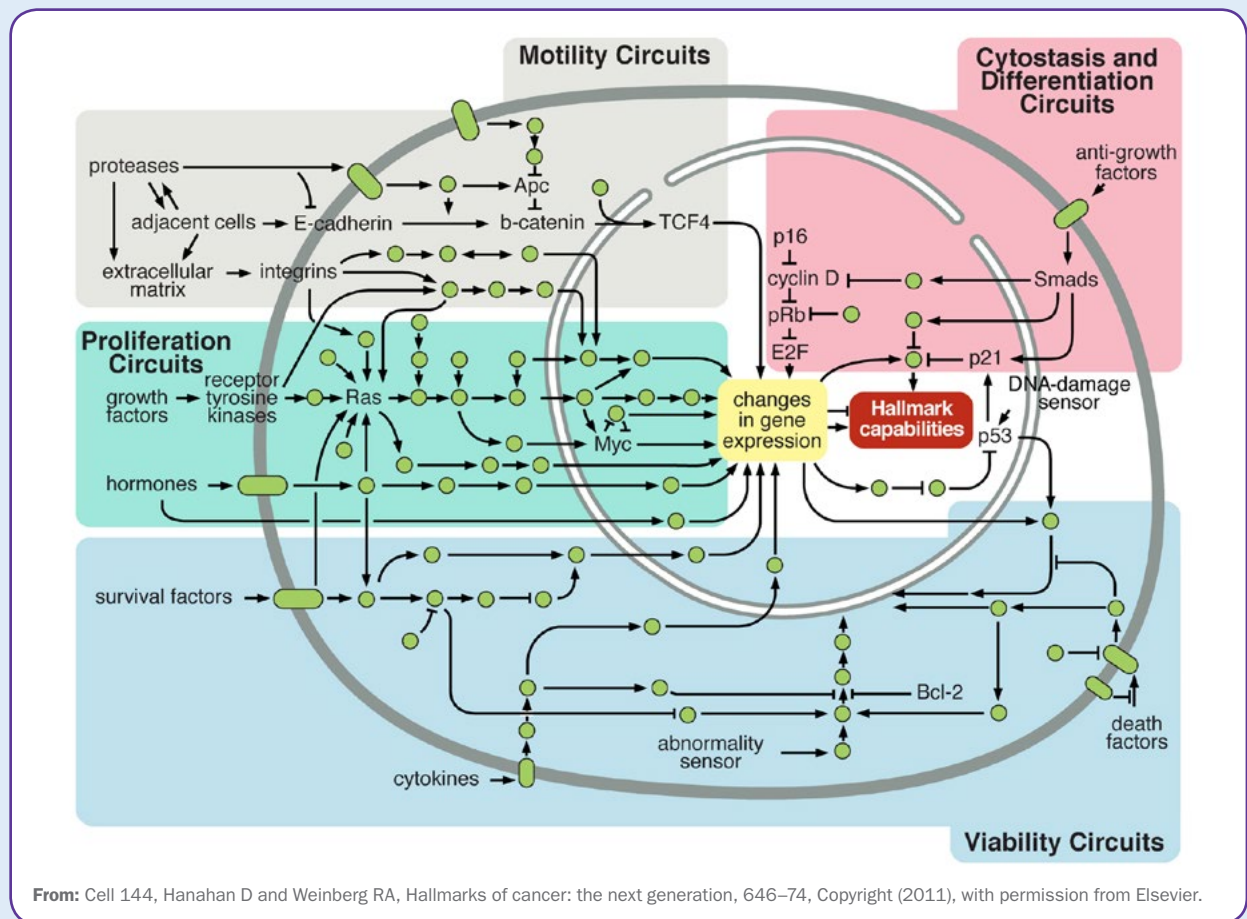 Motility Circuits
Cytostasis and
Differentiation
Circuits
proteases
adjacent cells
extracellular
matrix
E-cadherin
integrins
Apc
b-catenin
TCF4
anti-growth
factors
p16
cyclin D
pRb
E2F
Smads
p21
DNA-damage
sensor
p53
Proliferation
Circuits
growth
factors
receptor
tyrosine
kinases
Ras
Myc
hormones
changes
in gene
expression
Hallmark
capabilities
survival factors
cytokines
abnormality
sensor
Bcl-2
death
factors
Viability Circuits
From: Cell 144, Hanahan D and Weinberg RA, Hallmarks of cancer: the next generation, 646–74, Copyright (2011), with permission from Elsevier.